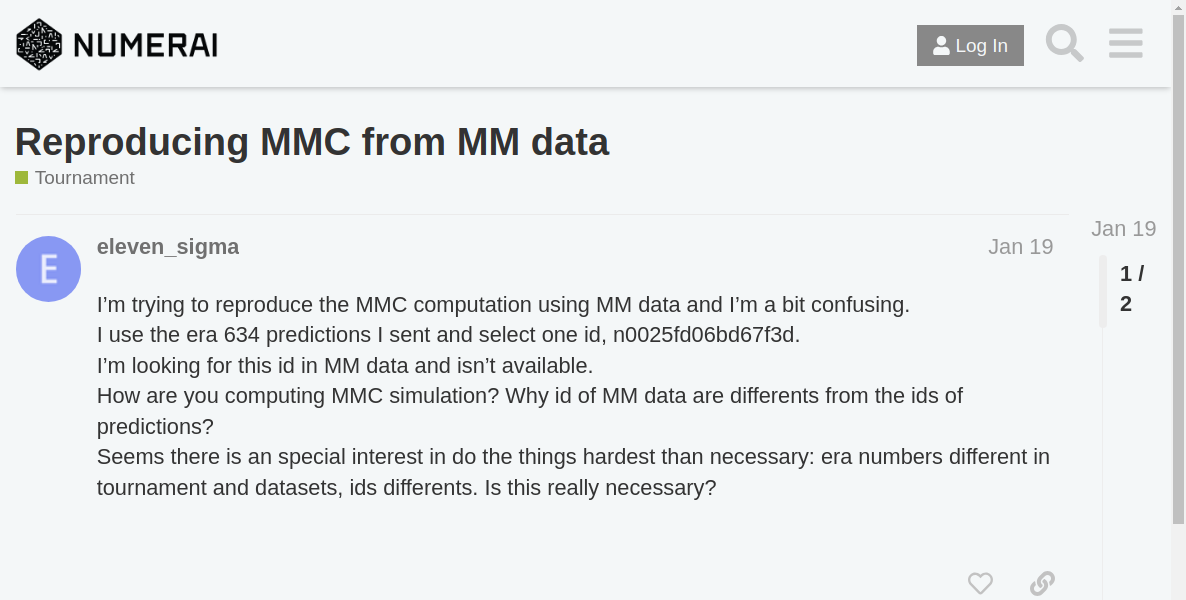 NUMERAI
Log In
Reproducing MMC from MM data
Tournament
Jan 19
E
eleven_sigma
Jan 19
1 /
2
I’m trying to reproduce the MMC computation using MM data and I’m a bit confusing.
I use the era 634 predictions I sent and select one id, n0025fd06bd67f3d.
I’m looking for this id in MM data and isn’t available.
How are you computing MMC simulation? Why id of MM data are differents from the ids of
predictions?
Seems there is an special interest in do the things hardest than necessary: era numbers different in
tournament and datasets, ids differents. Is this really necessary?